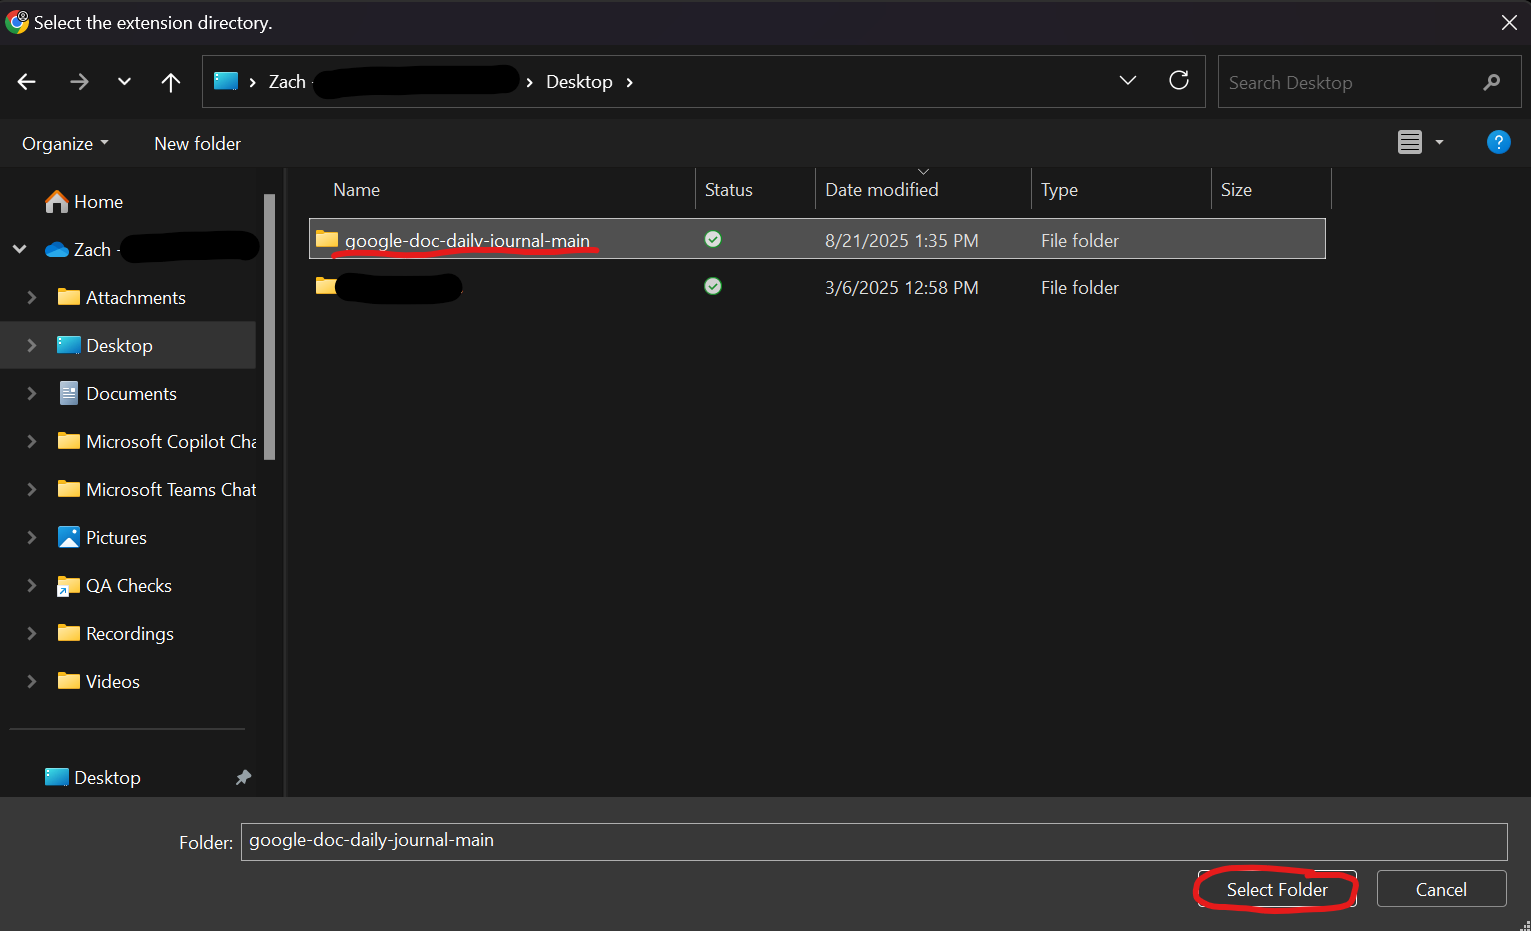 Select the extension directory.
Zach - Desktop
Search Desktop
Organize New folder
Name Status Date modified Type Size
Home
Zach -
Attachments
Desktop
Documents
Microsoft Copilot Cha
Microsoft Teams Chat
Pictures
QA Checks
Recordings
Videos
Desktop
google-doc-daily-journal-main 8/21/2025 1:35 PM File folder
3/6/2025 12:58 PM File folder
Folder: google-doc-daily-journal-main
Select Folder Cancel